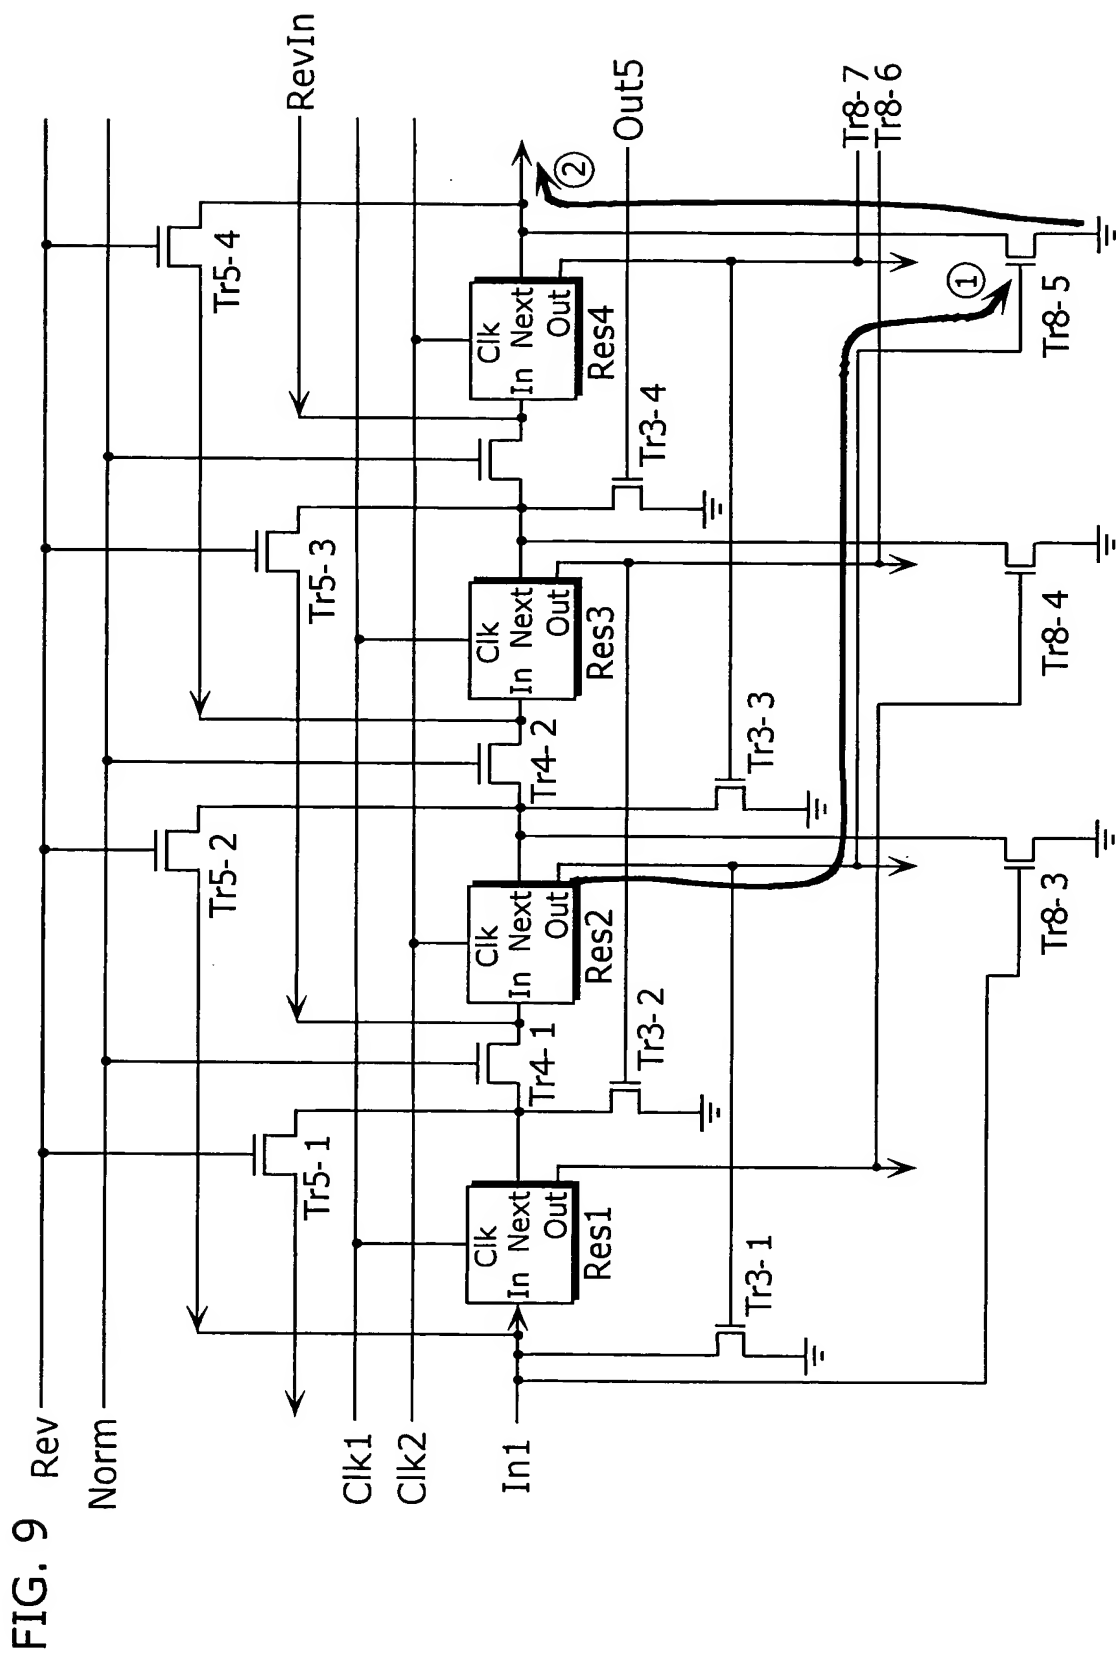 FIG. 9
Rev
Norm
RevIn
Tr5-1
Tr5-2
Tr5-3
Tr5-4
Clk1
Clk2
In1
Clk
In Next
Out
Res1
Tr4-1
Clk
In Next
Out
Res2
Tr4-2
Clk
In Next
Out
Res3
Clk
In Next
Out
Res4
②
Out5
Tr3-1
Tr3-2
Tr3-3
Tr3-4
Tr8-7
Tr8-6
①
Tr8-3
Tr8-4
Tr8-5